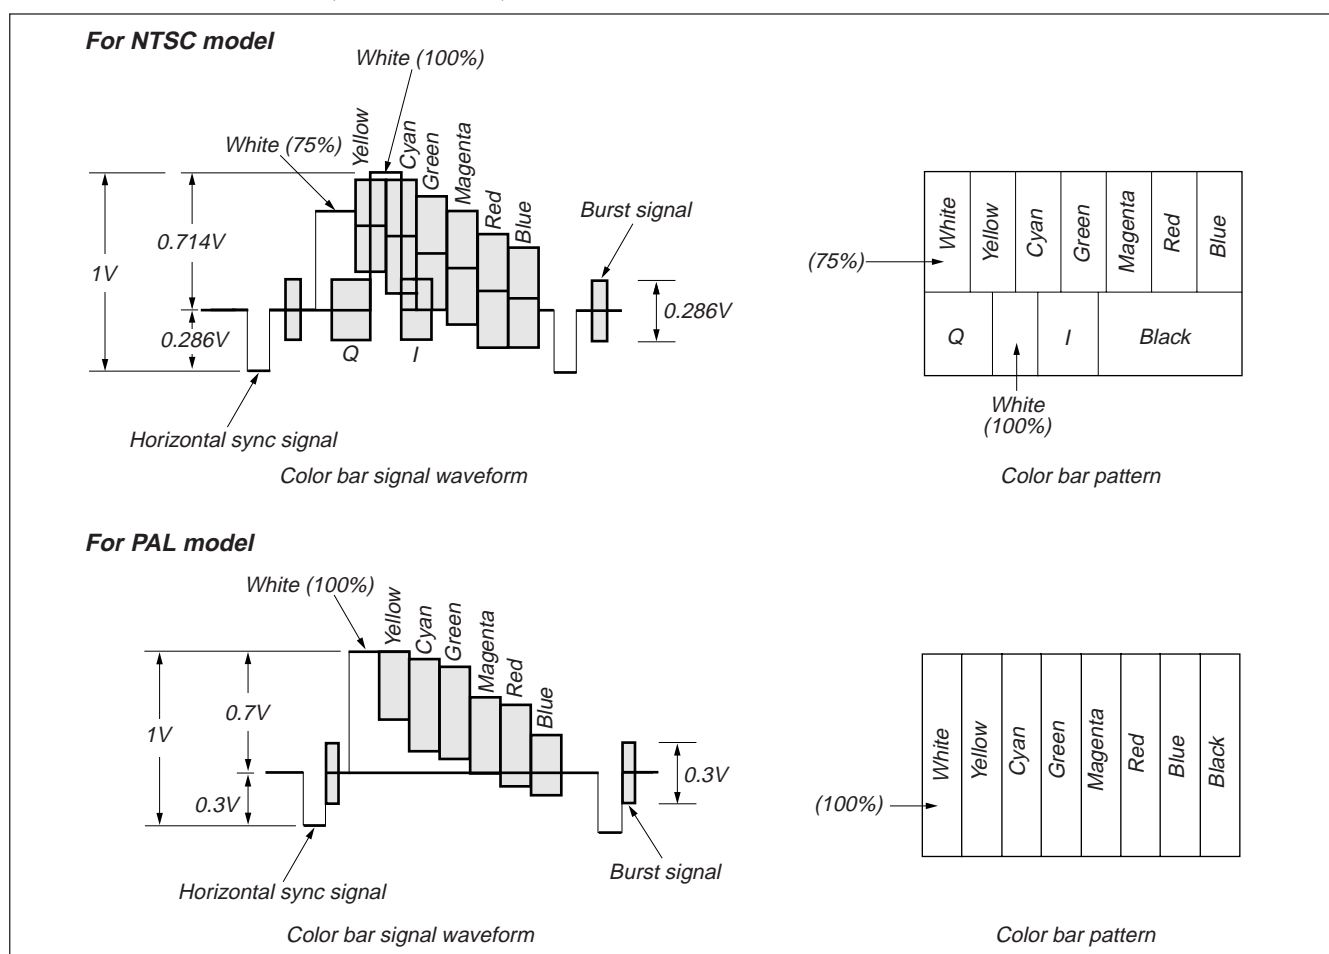 For NTSC model
White (100%)
White (75%)
Yellow
Cyan
Green
Magenta
Red
Blue
Burst signal
0.714V
1V
0.286V
0.286V
Q
I
Horizontal sync signal
Color bar signal waveform
White
Yellow
Cyan
Green
Magenta
Red
Blue
(75%)
Q
I
Black
White
(100%)
Color bar pattern
For PAL model
White (100%)
Yellow
Cyan
Green
Magenta
Red
Blue
0.7V
1V
0.3V
0.3V
Horizontal sync signal
Burst signal
Color bar signal waveform
White
Yellow
Cyan
Green
Magenta
Red
Blue
Black
(100%)
Color bar pattern